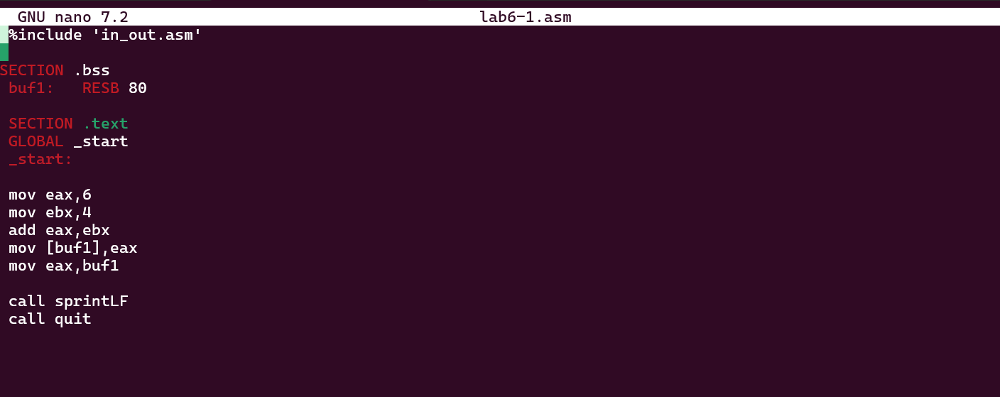 GNU nano 7.2 lab6-1.asm
%include 'in_out.asm'
SECTION .bss
buf1: RESB 80
SECTION .text
GLOBAL _start
_start:
mov eax,6
mov ebx,4
add eax,ebx
mov [buf1],eax
mov eax,buf1
call sprintLF
call quit